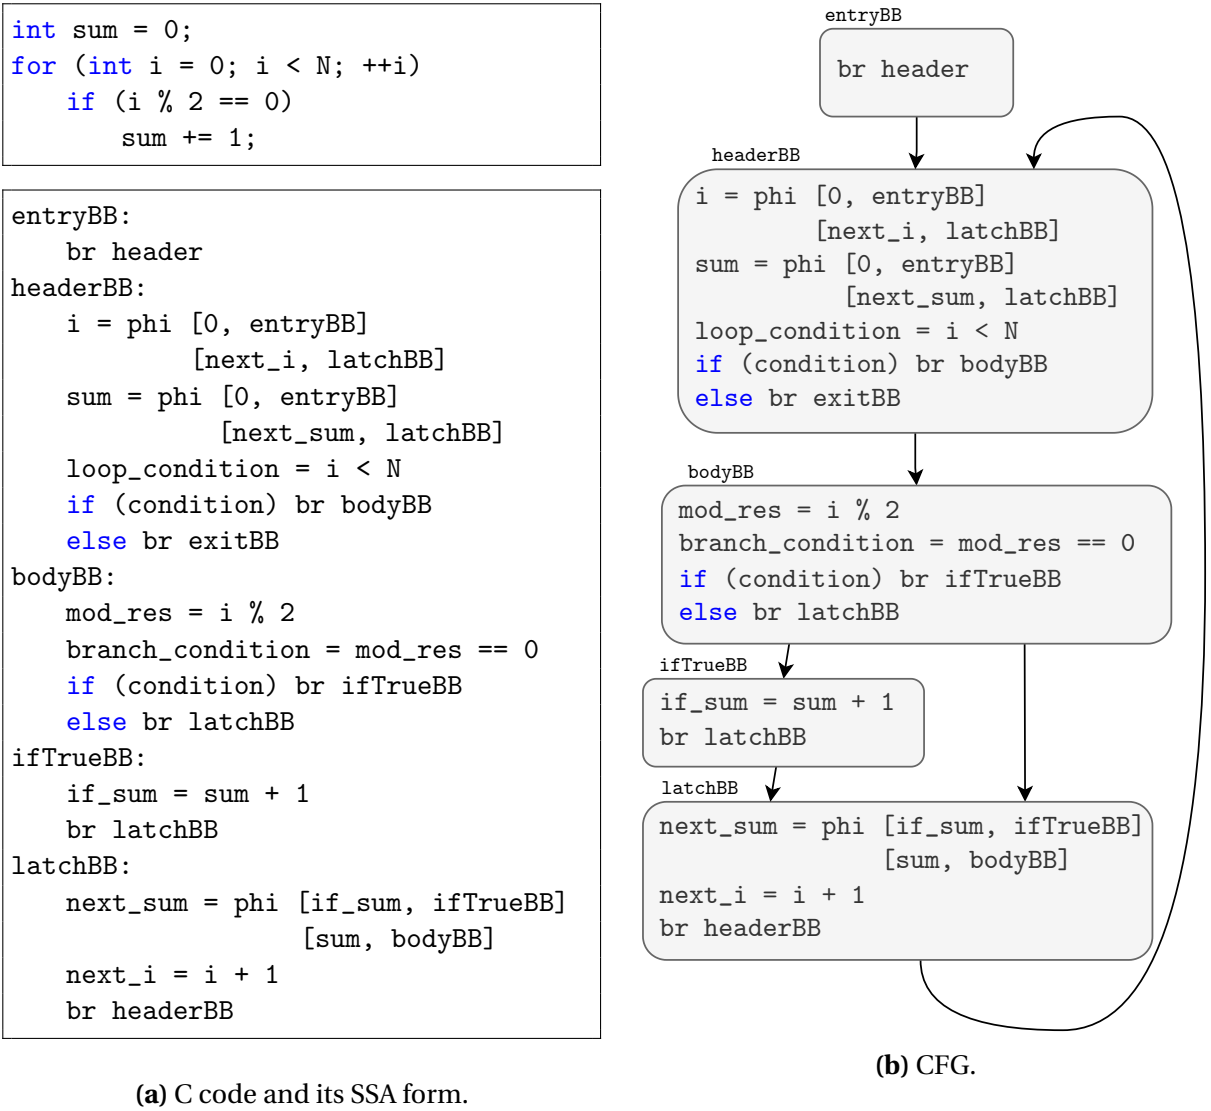 int sum = 0;
for (int i = 0; i < N; ++i)
    if (i % 2 == 0)
        sum += 1;
entryBB:
    br header
headerBB:
    i = phi [0, entryBB]
            [next_i, latchBB]
    sum = phi [0, entryBB]
              [next_sum, latchBB]
    loop_condition = i < N
    if (condition) br bodyBB
    else br exitBB
bodyBB:
    mod_res = i % 2
    branch_condition = mod_res == 0
    if (condition) br ifTrueBB
    else br latchBB
ifTrueBB:
    if_sum = sum + 1
    br latchBB
latchBB:
    next_sum = phi [if_sum, ifTrueBB]
                   [sum, bodyBB]
    next_i = i + 1
    br headerBB
(a) C code and its SSA form.
entryBB
br header
headerBB
i = phi [0, entryBB]
        [next_i, latchBB]
sum = phi [0, entryBB]
          [next_sum, latchBB]
loop_condition = i < N
if (condition) br bodyBB
else br exitBB
bodyBB
mod_res = i % 2
branch_condition = mod_res == 0
if (condition) br ifTrueBB
else br latchBB
ifTrueBB
if_sum = sum + 1
br latchBB
latchBB
next_sum = phi [if_sum, ifTrueBB]
               [sum, bodyBB]
next_i = i + 1
br headerBB
(b) CFG.